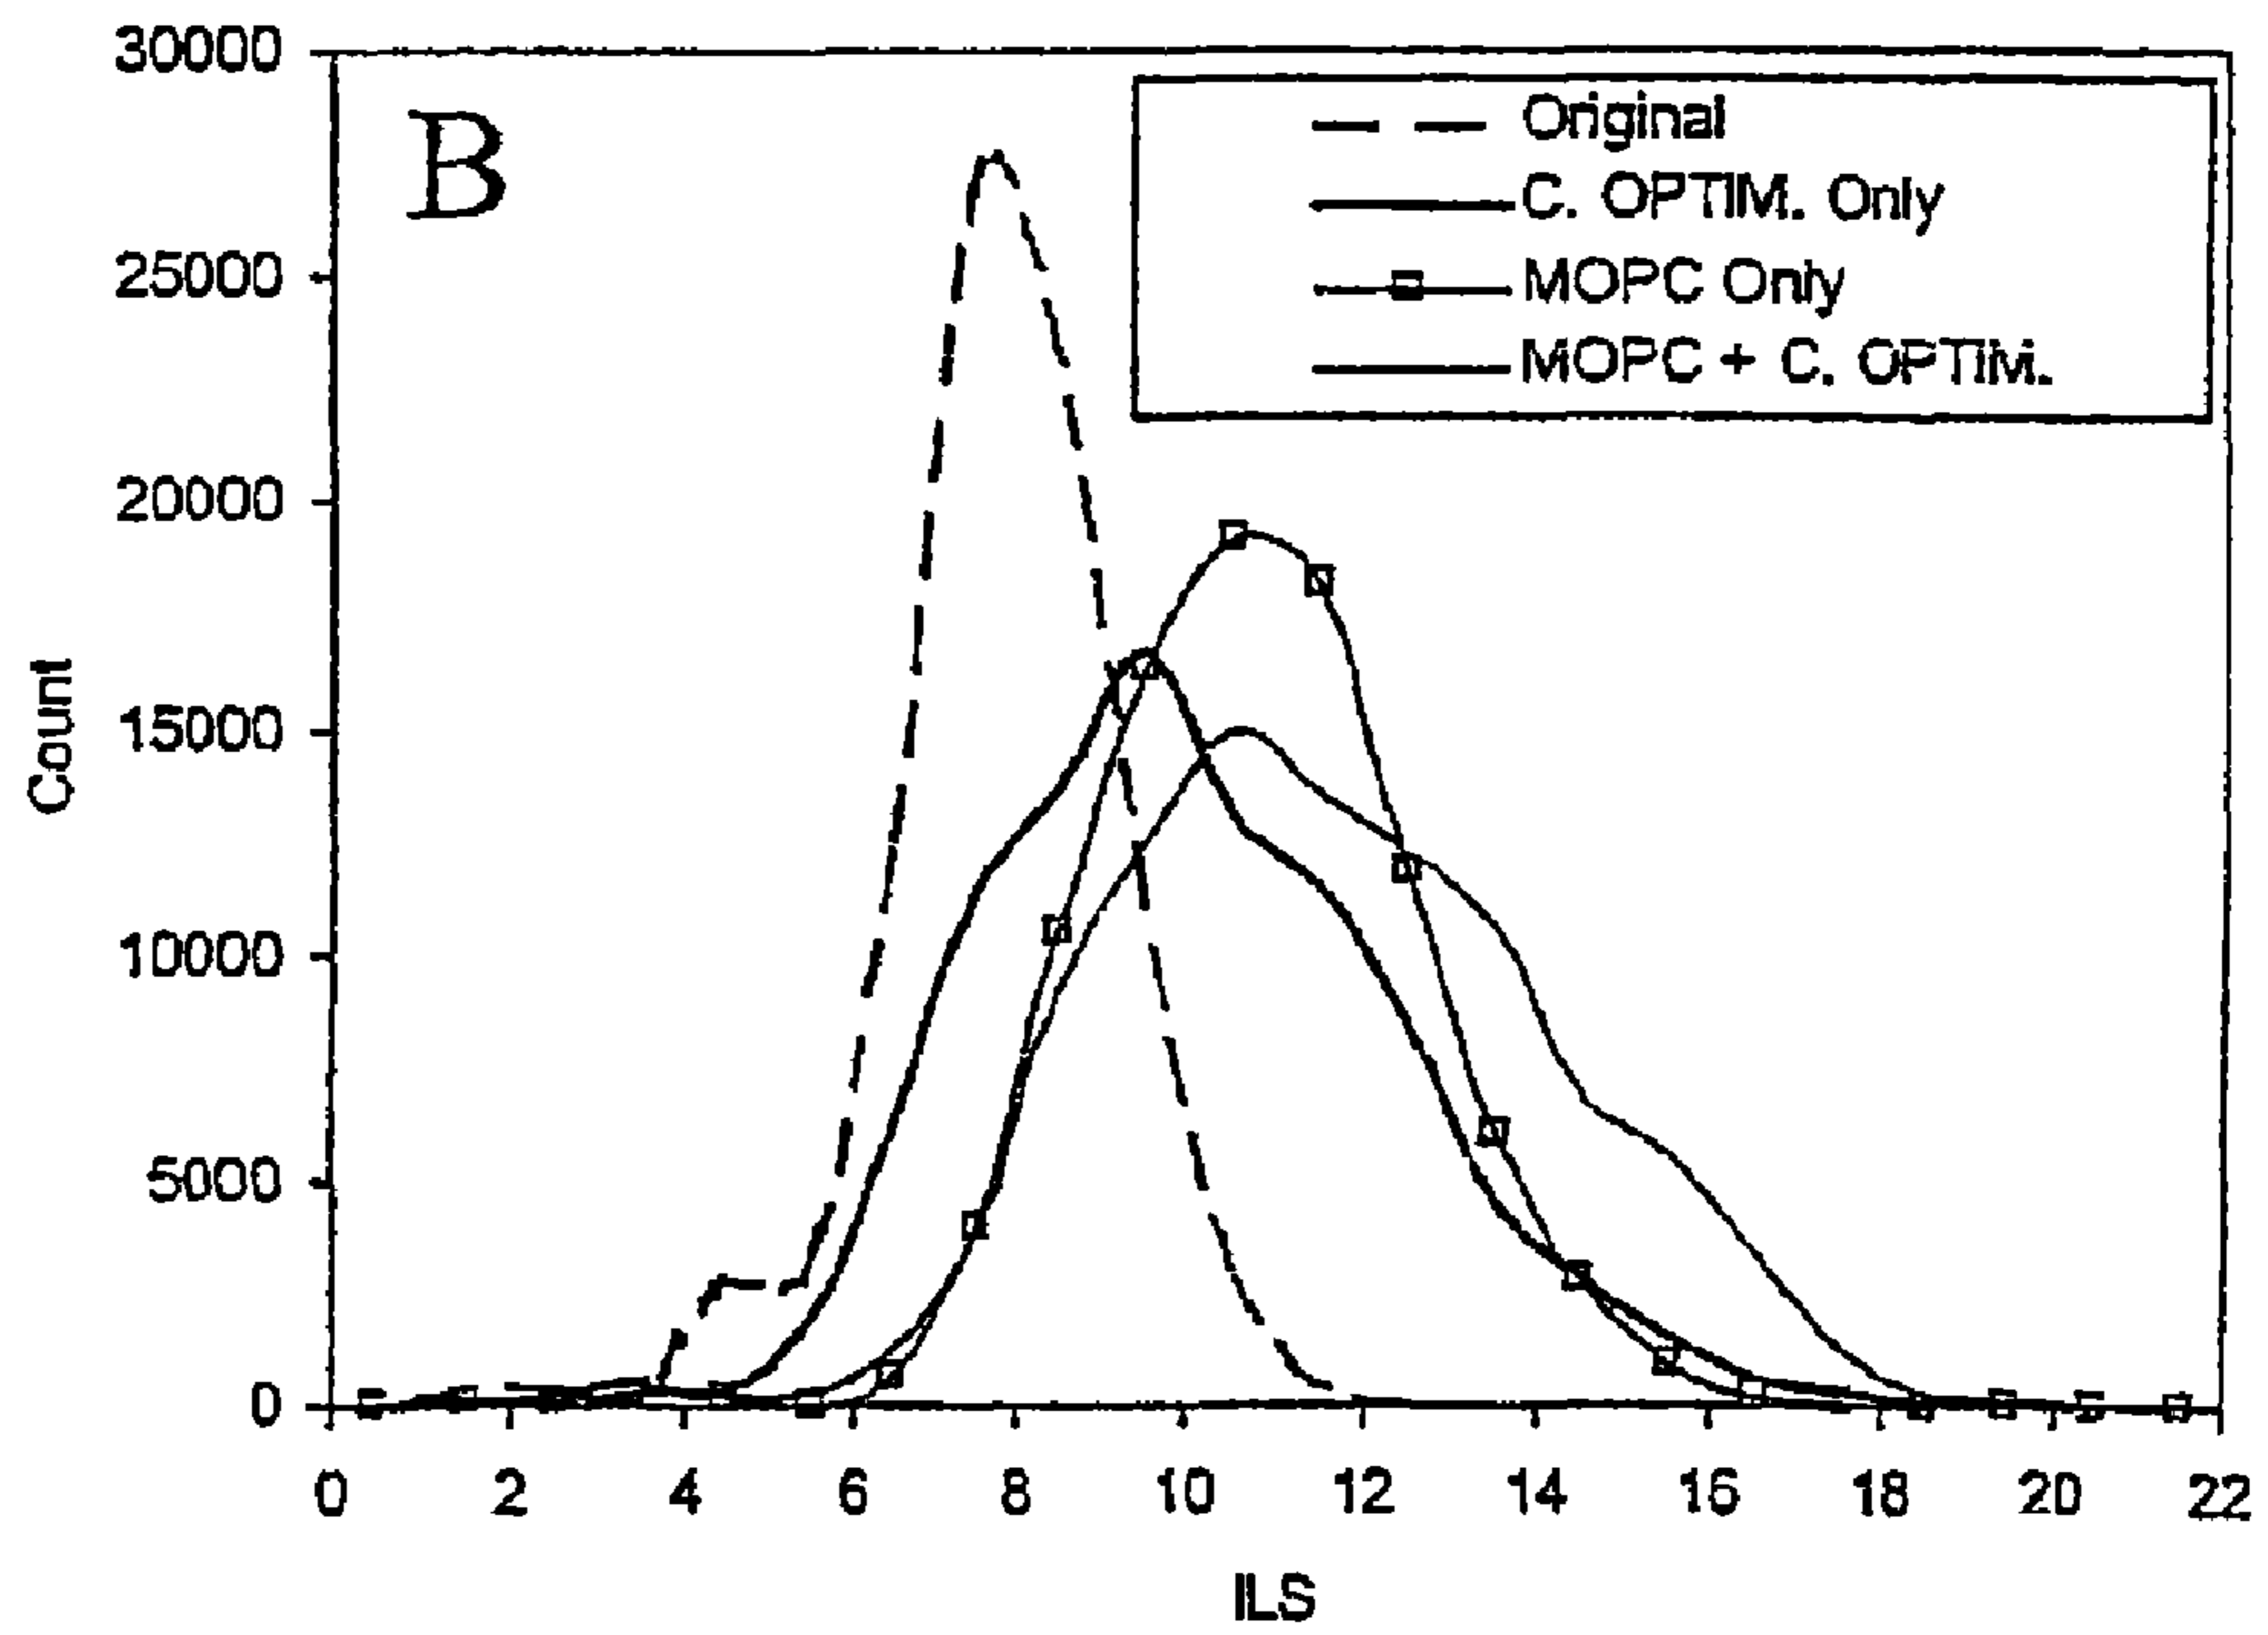 30000
B
Original
C. OPTIM. Only
25000
MOPC Only
MOPC + C. OPTIM.
20000
Count
15000
10000
5000
0
0 2 4 6 8 10 12 14 16 18 20 22
ILS